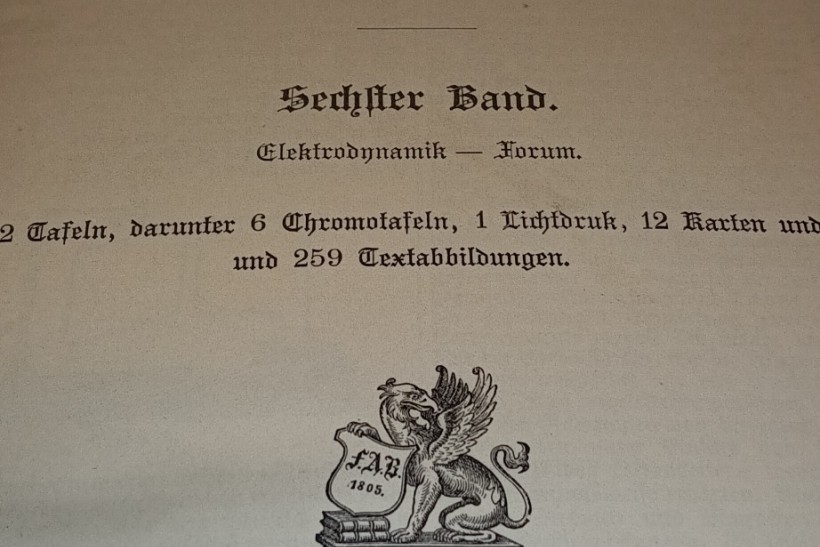 Sechster Band.
Elektrodynamik — Forum.
2 Tafeln, darunter 6 Chromotafeln, 1 Lichtdruk, 12 Karten und
und 259 Textabbildungen.
F.A.B.
1805.